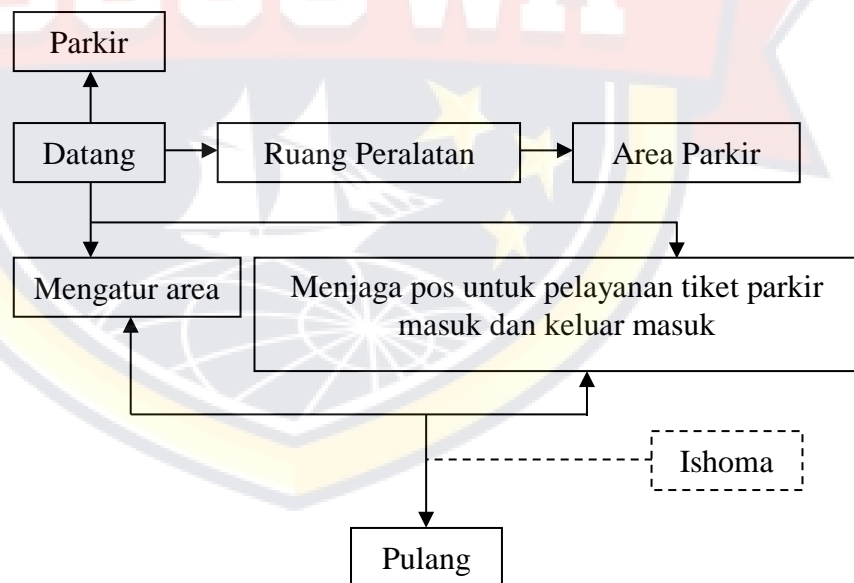 Parkir
Datang
Ruang Peralatan
Area Parkir
Mengatur area
Menjaga pos untuk pelayanan tiket parkir
masuk dan keluar masuk
Ishoma
Pulang